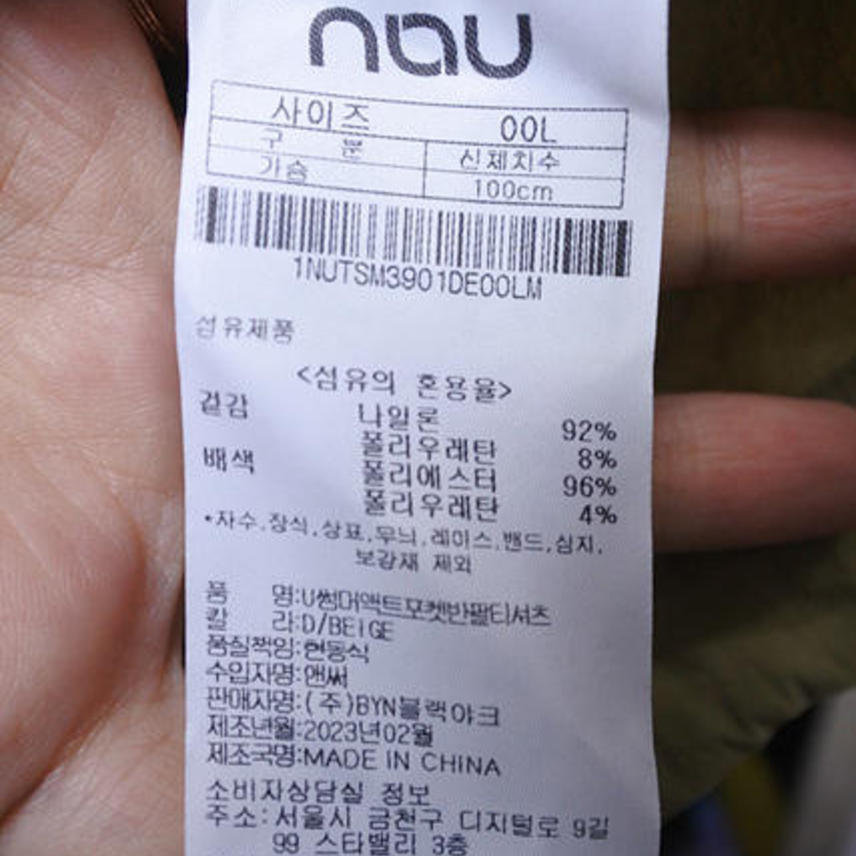 nau
사이즈 00L
구 분 신체치수
가슴 100cm
1NUTSM3901DE00LM
섬유제품
<섬유의 혼용율>
겉감 나일론 92%
폴리우레탄 8%
배색 폴리에스터 96%
폴리우레탄 4%
*자수,장식,상표,무늬,레이스,밴드,심지,
보강재 제외
품 명:U썸머액트포켓반팔티셔츠
칼 라:D/BEIGE
품질책임:현동식
수입자명:앤써
판매자명:(주)BYN블랙야크
제조년월:2023년02월
제조국명:MADE IN CHINA
소비자상담실 정보
주소:서울시 금천구 디지털로 9길
99 스타밸리 3층